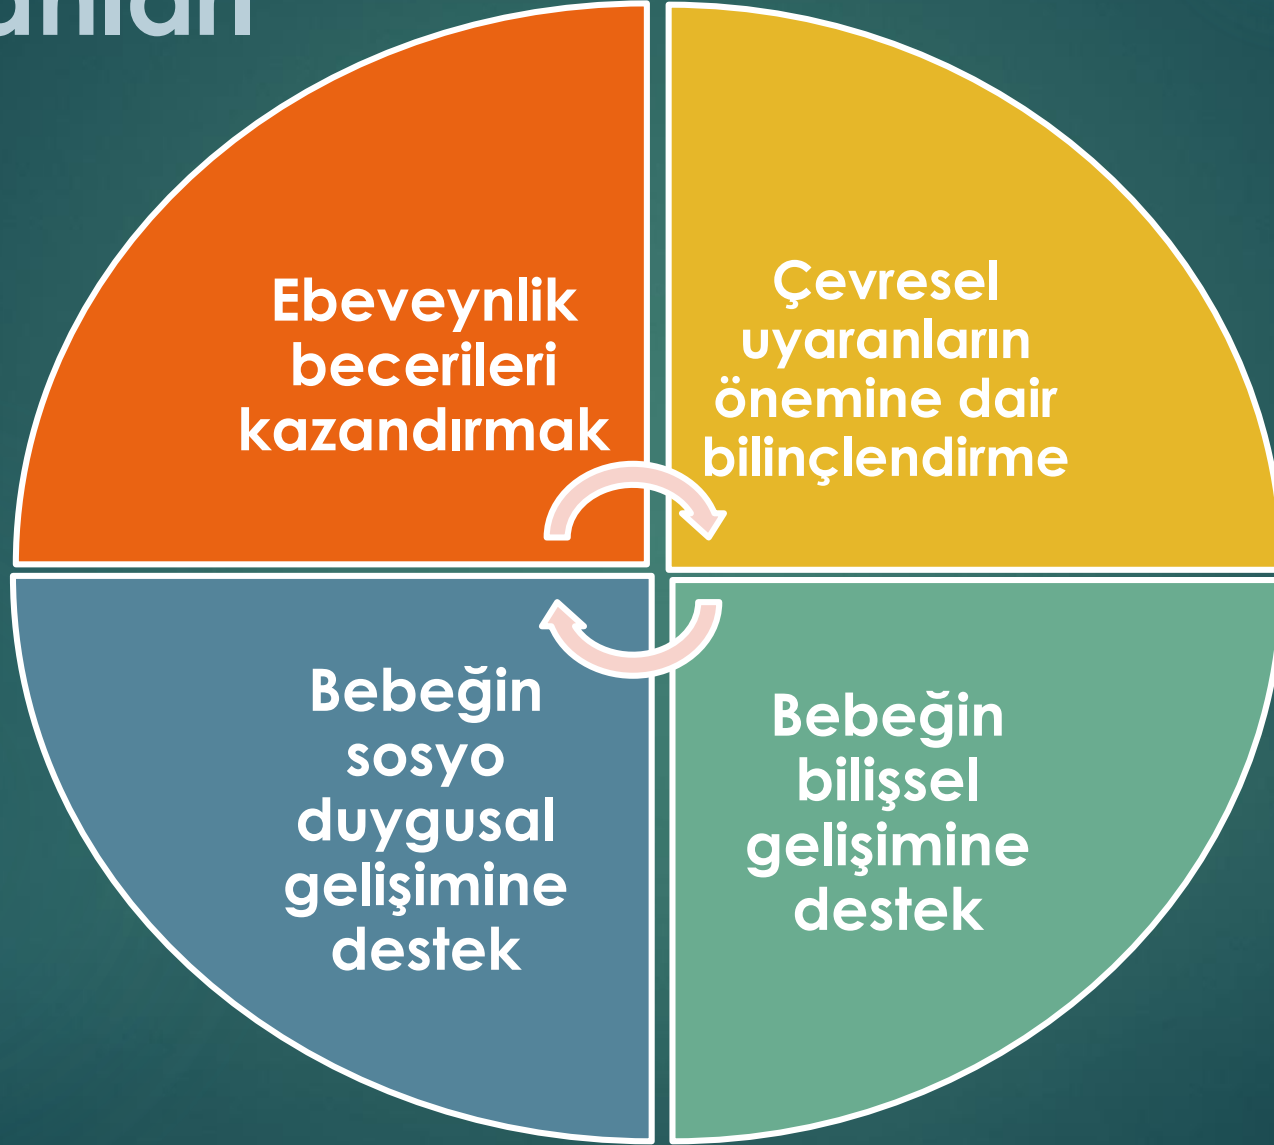 Ebeveynlik
becerileri
kazandırmak
Çevresel
uyaranların
önemine dair
bilinçlendirme
Bebeğin
sosyo
duygusal
gelişimine
destek
Bebeğin
bilişsel
gelişimine
destek